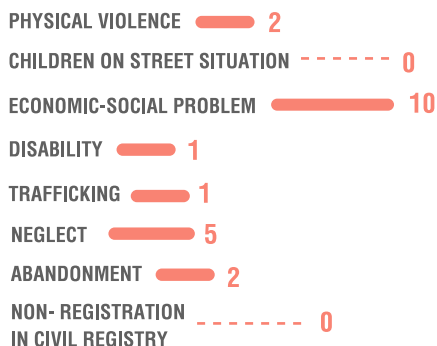 PHYSICAL VIOLENCE 2
CHILDREN ON STREET SITUATION 0
ECONOMIC-SOCIAL PROBLEM 10
DISABILITY 1
TRAFFICKING 1
NEGLECT 5
ABANDONMENT 2
NON- REGISTRATION
IN CIVIL REGISTRY 0